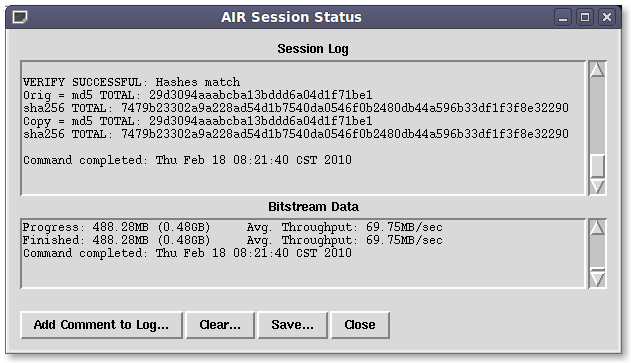 AIR Session Status
Session Log
VERIFY SUCCESSFUL: Hashes match
Orig = md5 TOTAL: 29d3094aaabcba13bddd6a04d1f71be1
sha256 TOTAL: 7479b23302a9a228ad54d1b7540da0546f0b2480db44a596b33df1f3f8e32290
Copy = md5 TOTAL: 29d3094aaabcba13bddd6a04d1f71be1
sha256 TOTAL: 7479b23302a9a228ad54d1b7540da0546f0b2480db44a596b33df1f3f8e32290
Command completed: Thu Feb 18 08:21:40 CST 2010
Bitstream Data
Progress: 488.28MB (0.48GB)     Avg. Throughput: 69.75MB/sec
Finished: 488.28MB (0.48GB)     Avg. Throughput: 69.75MB/sec
Command completed: Thu Feb 18 08:21:40 CST 2010
Add Comment to Log... Clear... Save... Close